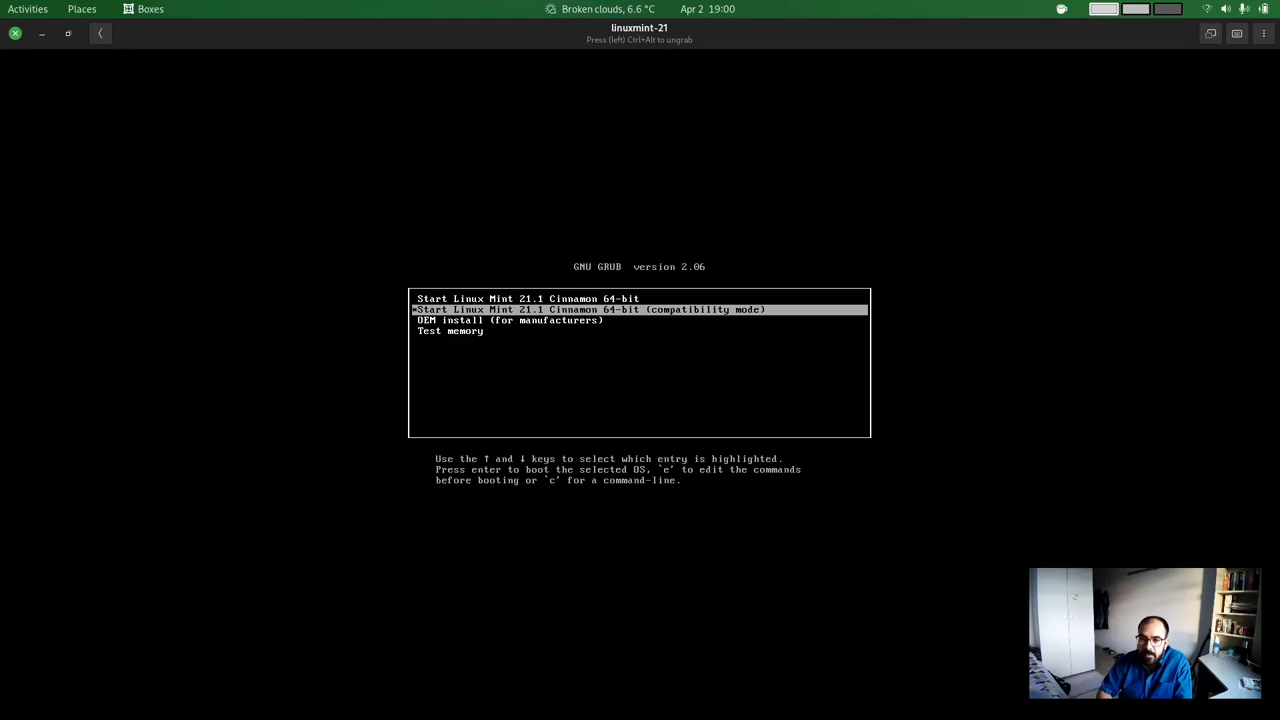 Activities Places Boxes Broken clouds, 6.6 °C Apr 2 19:00
linuxmint-21
Press (left) Ctrl+Alt to ungrab
GNU GRUB version 2.06
Start Linux Mint 21.1 Cinnamon 64-bit
*Start Linux Mint 21.1 Cinnamon 64-bit (compatibility mode)
OEM install (for manufacturers)
Test memory
Use the ↑ and ↓ keys to select which entry is highlighted.
Press enter to boot the selected OS, `e' to edit the commands
before booting or `c' for a command-line.